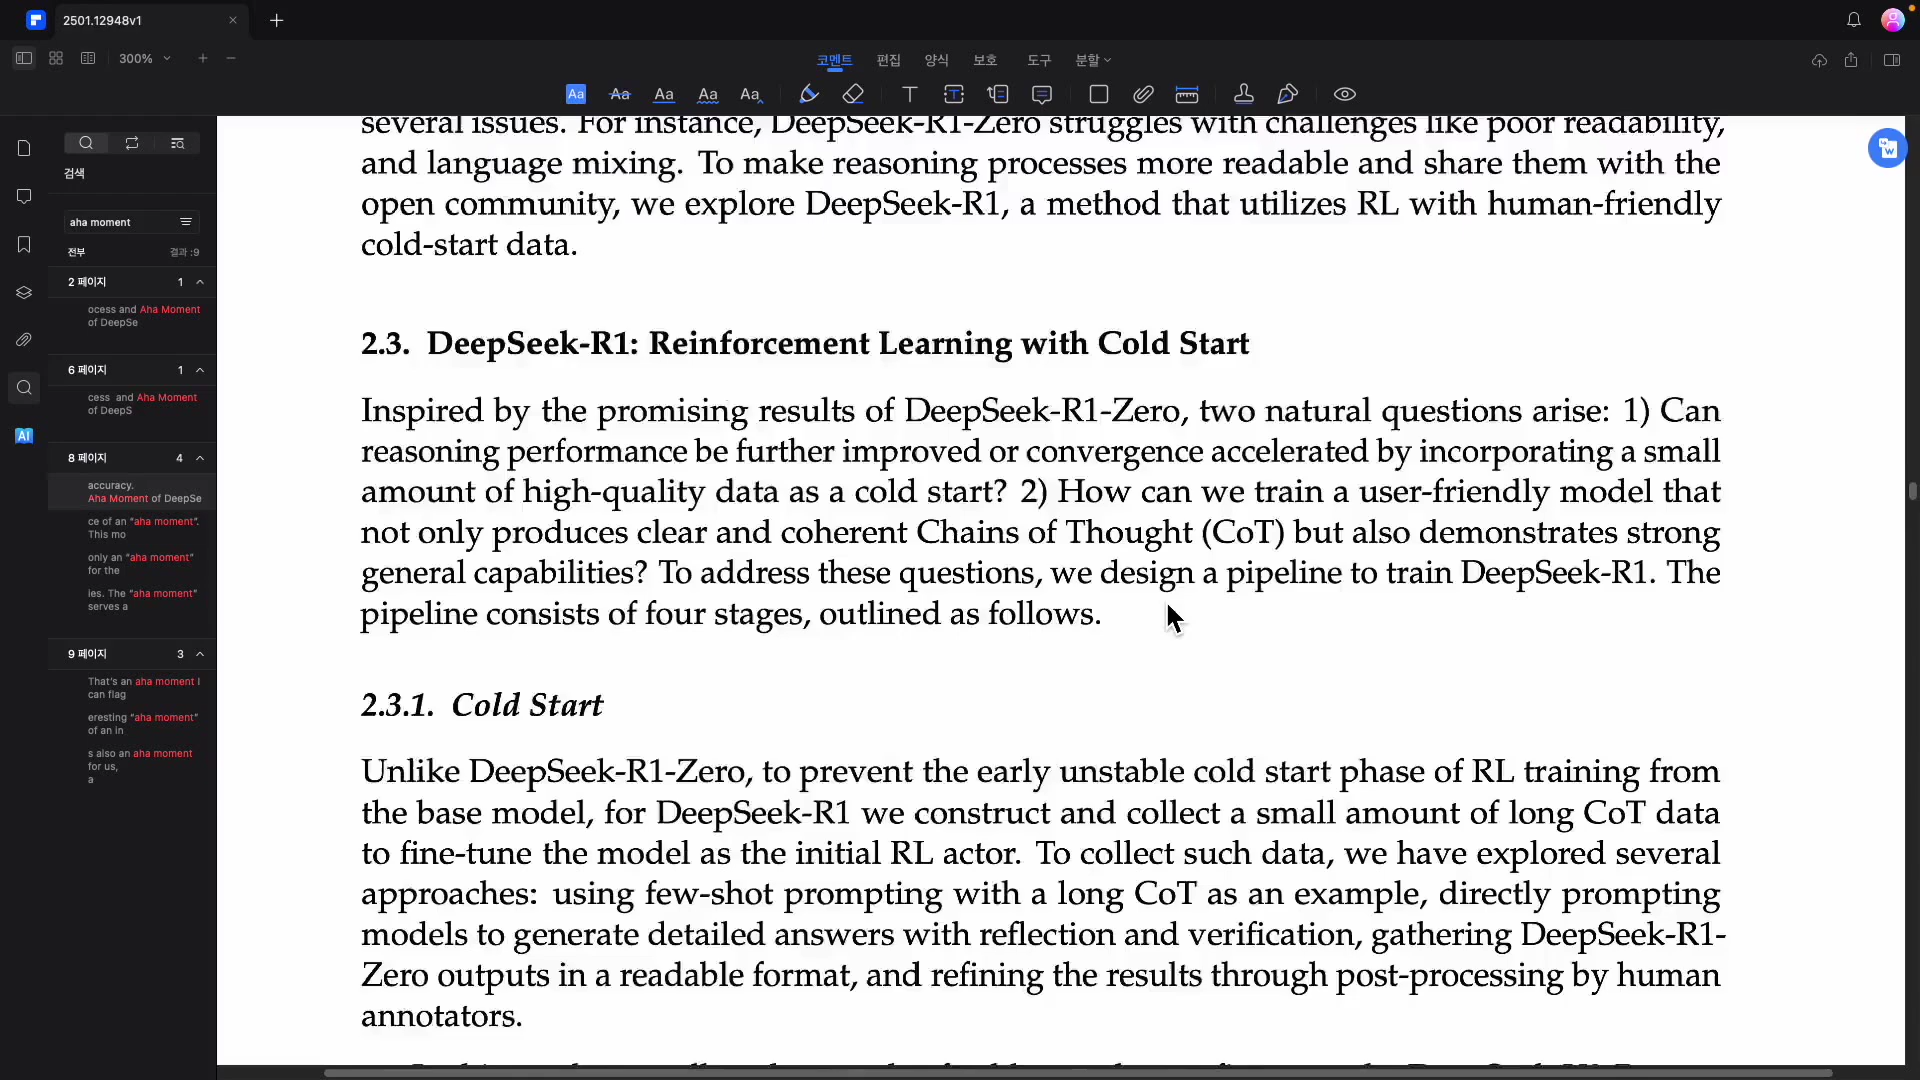 2501.12948v1
300%
코멘트 편집 양식 보호 도구 분할
Aa Aa Aa Aa Aa T T
검색
aha moment
전부 결과 :9
2 페이지 1
ocess and Aha Moment
of DeepSe
6 페이지 1
cess and Aha Moment
of DeepS
8 페이지 4
accuracy.
Aha Moment of DeepSe
ce of an “aha moment”.
This mo
only an “aha moment”
for the
ies. The “aha moment”
serves a
9 페이지 3
That's an aha moment I
can flag
eresting “aha moment”
of an in
s also an aha moment
for us,
a
AI
W
several issues. For instance, DeepSeek-R1-Zero struggles with challenges like poor readability,
and language mixing. To make reasoning processes more readable and share them with the
open community, we explore DeepSeek-R1, a method that utilizes RL with human-friendly
cold-start data.
2.3. DeepSeek-R1: Reinforcement Learning with Cold Start
Inspired by the promising results of DeepSeek-R1-Zero, two natural questions arise: 1) Can
reasoning performance be further improved or convergence accelerated by incorporating a small
amount of high-quality data as a cold start? 2) How can we train a user-friendly model that
not only produces clear and coherent Chains of Thought (CoT) but also demonstrates strong
general capabilities? To address these questions, we design a pipeline to train DeepSeek-R1. The
pipeline consists of four stages, outlined as follows.
2.3.1. Cold Start
Unlike DeepSeek-R1-Zero, to prevent the early unstable cold start phase of RL training from
the base model, for DeepSeek-R1 we construct and collect a small amount of long CoT data
to fine-tune the model as the initial RL actor. To collect such data, we have explored several
approaches: using few-shot prompting with a long CoT as an example, directly prompting
models to generate detailed answers with reflection and verification, gathering DeepSeek-R1-
Zero outputs in a readable format, and refining the results through post-processing by human
annotators.